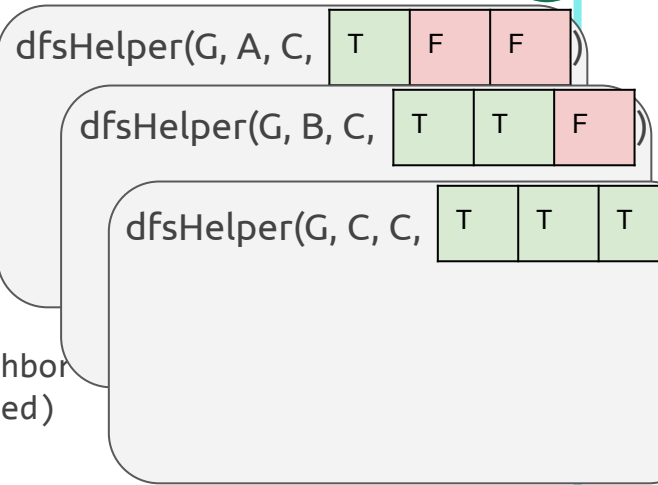 dfsHelper(G, A, C, T F F )
dfsHelper(G, B, C, T T F )
dfsHelper(G, C, C, T T T
hbor
ed)